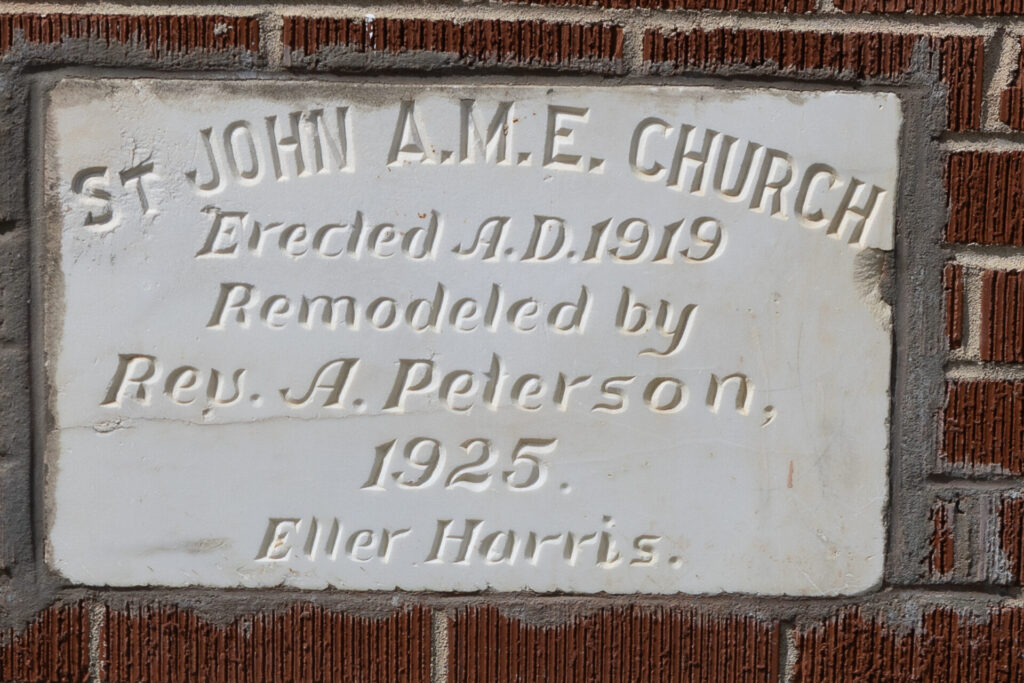 ST JOHN A.M.E. CHURCH
Erected A.D. 1919
Remodeled by
Rev. A. Peterson,
1925.
Eller Harris.